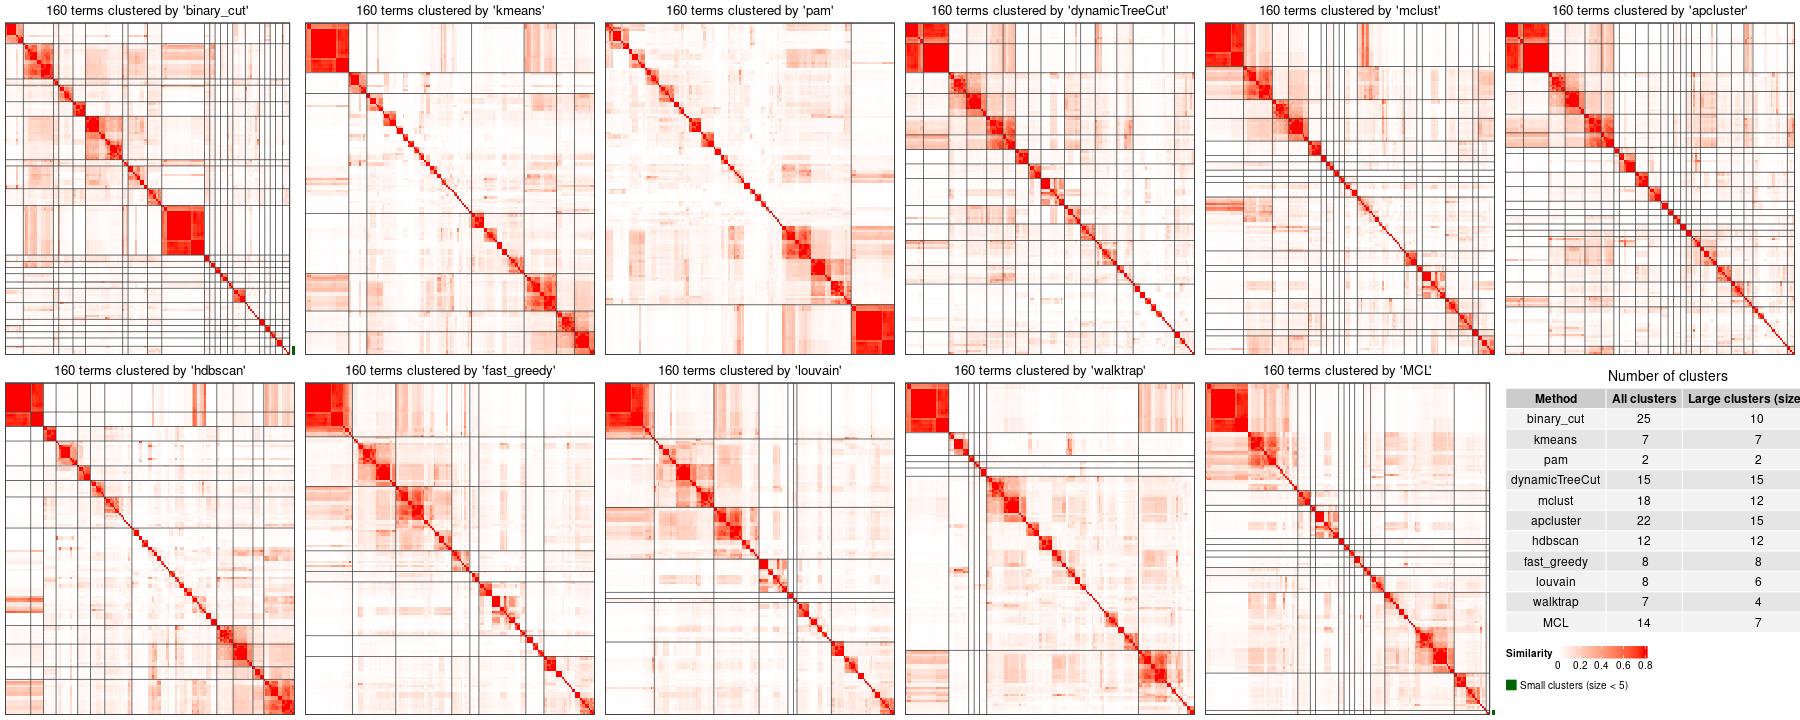 160 terms clustered by 'binary_cut'
160 terms clustered by 'kmeans'
160 terms clustered by 'pam'
160 terms clustered by 'dynamicTreeCut'
160 terms clustered by 'mclust'
160 terms clustered by 'apcluster'
160 terms clustered by 'hdbscan'
160 terms clustered by 'fast_greedy'
160 terms clustered by 'louvain'
160 terms clustered by 'walktrap'
160 terms clustered by 'MCL'
Number of clusters
Method All clusters Large clusters (size
binary_cut 25 10
kmeans 7 7
pam 2 2
dynamicTreeCut 15 15
mclust 18 12
apcluster 22 15
hdbscan 12 12
fast_greedy 8 8
louvain 8 6
walktrap 7 4
MCL 14 7
Similarity
0 0.2 0.4 0.6 0.8
Small clusters (size < 5)